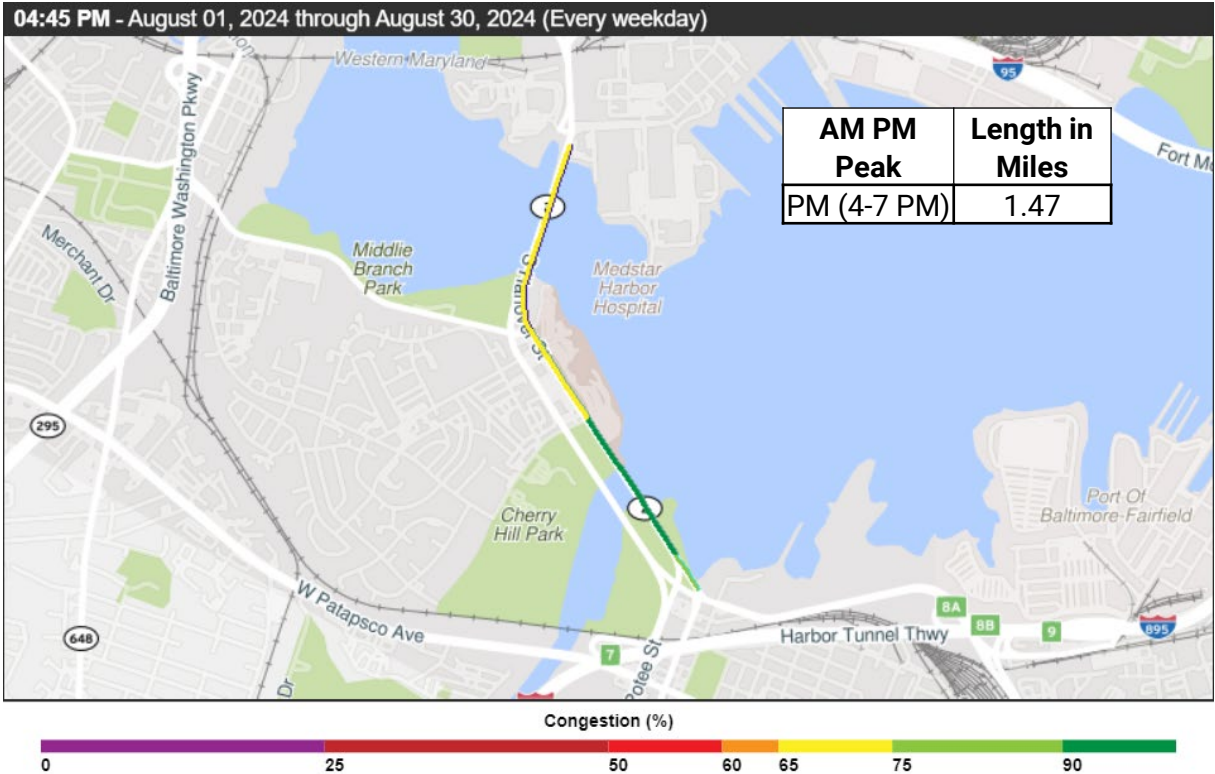 04:45 PM - August 01, 2024 through August 30, 2024 (Every weekday)
Western Maryland
95
Baltimore Washington Pkwy
AM PM Peak
Length in Miles
PM (4-7 PM)
1.47
Fort
Merchant Dr
Middlie
Branch
Park
Medstar
Harbor
Hospital
295
Cherry
Hill Park
Port Of
Baltimore-Fairfield
W Patapsco Ave
648
8A
8B
9
895
Harbor Tunnel Thwy
7
Potee St
Dr
Congestion (%)
0 25 50 60 65 75 90